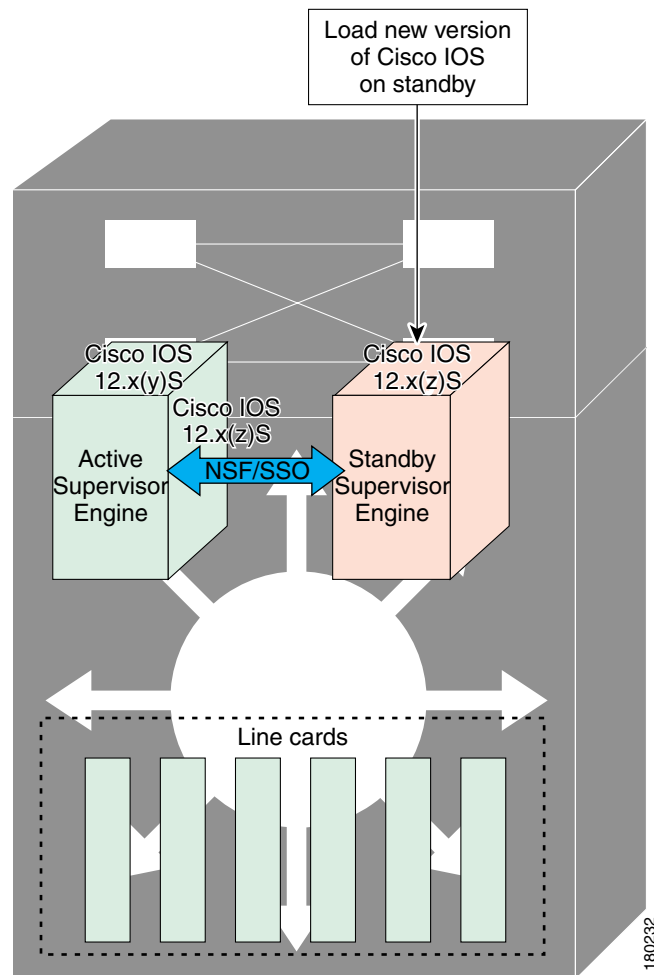 Load new version
of Cisco IOS
on standby
Cisco IOS
12.x(y)S
Cisco IOS
12.x(z)S
Cisco IOS
12.x(z)S
Active
Supervisor
Engine
NSF/SSO
Standby
Supervisor
Engine
Line cards
180232